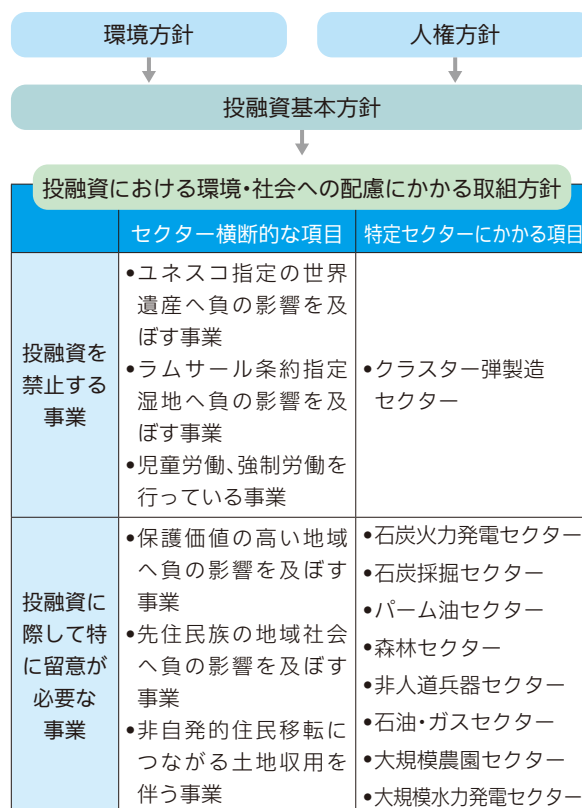 環境方針
人権方針
投融資基本方針
投融資における環境・社会への配慮にかかる取組方針
セクター横断的な項目
特定セクターにかかる項目
投融資を
禁止する
事業
•ユネスコ指定の世界
遺産へ負の影響を及
ぼす事業
•ラムサール条約指定
湿地へ負の影響を及
ぼす事業
•児童労働、強制労働を
行っている事業
•クラスター弾製造
セクター
投融資に
際して特
に留意が
必要な
事業
•保護価値の高い地域
へ負の影響を及ぼす
事業
•先住民族の地域社会
へ負の影響を及ぼす
事業
•非自発的住民移転に
つながる土地収用を
伴う事業
•石炭火力発電セクター
•石炭採掘セクター
•パーム油セクター
•森林セクター
•非人道兵器セクター
•石油・ガスセクター
•大規模農園セクター
•大規模水力発電セクター